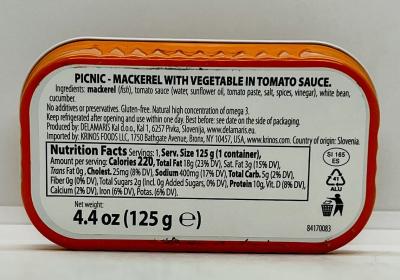 PICNIC - MACKEREL WITH VEGETABLE IN TOMATO SAUCE.
Ingredients: mackerel (fish), tomato (water, sunflower oil, tomato paste, salt, spices, vinegar), white bean,
cucumber.
No additives or preservatives. Gluten-free. Natural high concentration of omega 3.
Keep refrigerated after opening and use within one day. Best before: see date on the side of packaging.
Produced by: DELAMARIS Kal d.o.o., Kal 1, 6257 Pivka, Slovenija, www.delamaris.eu.
Imported by: KRINOS FOODS LLC, 1750 Bathgate Avenue, Bronx, NY 10457, USA, www.krinos.com. Country of origin: Slovenia.
Nutrition Facts Servings: 1, Serv. Size 125 g (1 container),
Amount per serving: Calories 220, Total Fat 18g (23% DV), Sat. Fat 3g (15% DV),
Trans Fat 0g, Cholest. 25mg (8% DV), Sodium 400mg (17% DV), Total Carb. 5g (2% DV),
Fiber 0g (0% DV), Total Sugars 2g (Incl. 0g Added Sugars, 0% DV), Protein 10g, Vit. D (8% DV),
Calcium (2% DV), Iron (6% DV), Potas. (6% DV).
SI 165
ES
41
ALU
Net weight:
4.4 oz (125 g ℮)
84170083